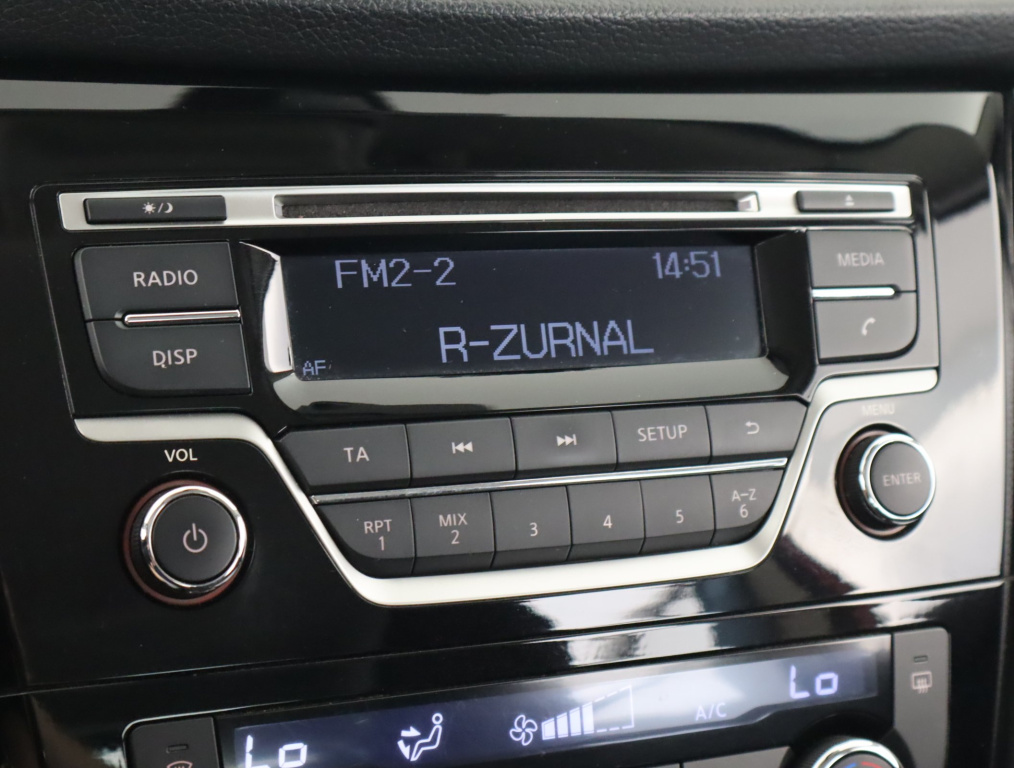 RADIO
DISP
FM2-2 14:51
R-ZURNAL
AF
MEDIA
VOL
TA
SETUP
MENU
ENTER
RPT 1
MIX 2
3
4
5
A-Z 6
Lo
A/C
Lo